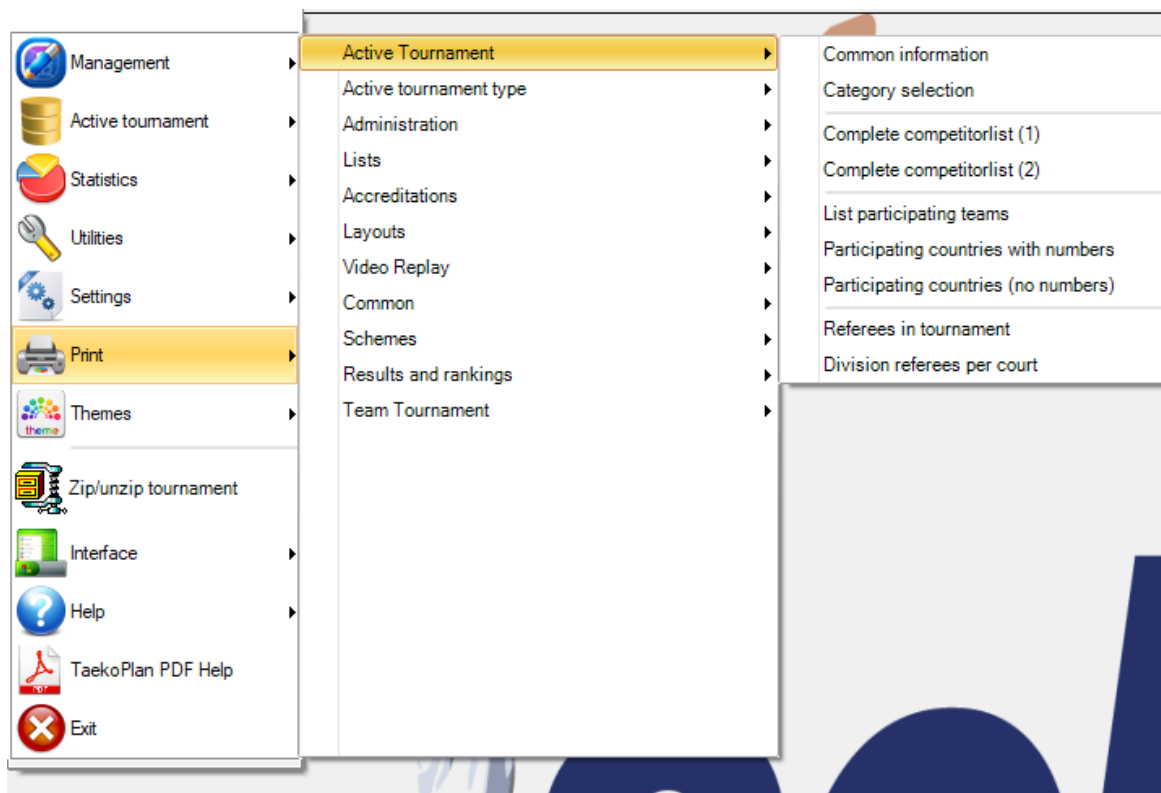 Management
Active tournament
Statistics
Utilities
Settings
Print
Themes
theme
Zip/unzip tournament
Interface
Help
TaekoPlan PDF Help
Exit
Active Tournament
Active tournament type
Administration
Lists
Accreditations
Layouts
Video Replay
Common
Schemes
Results and rankings
Team Tournament
Common information
Category selection
Complete competitorlist (1)
Complete competitorlist (2)
List participating teams
Participating countries with numbers
Participating countries (no numbers)
Referees in tournament
Division referees per court